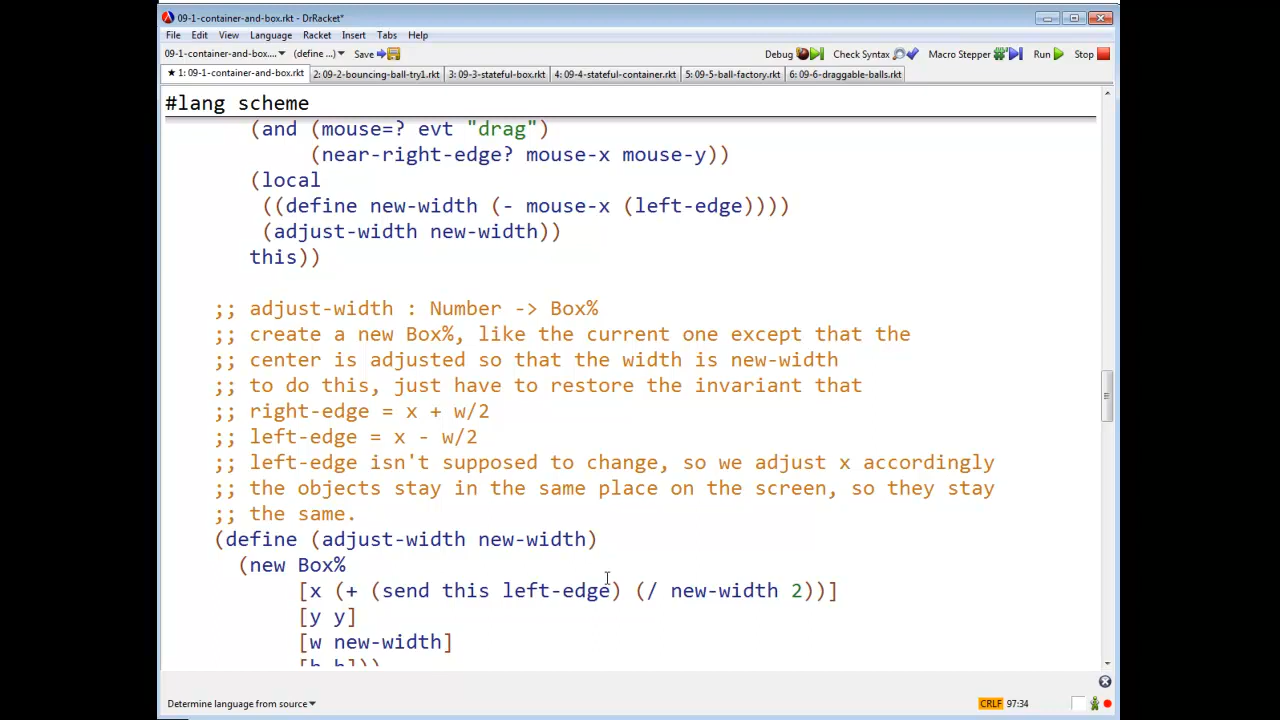 09-1-container-and-box.rkt - DrRacket*
File Edit View Language Racket Insert Tabs Help
09-1-container-and-box.... (define ...) Save Debug Check Syntax Macro Stepper Run Stop
★ 1: 09-1-container-and-box.rkt 2: 09-2-bouncing-ball-try1.rkt 3: 09-3-stateful-box.rkt 4: 09-4-stateful-container.rkt 5: 09-5-ball-factory.rkt 6: 09-6-draggable-balls.rkt
#lang scheme
(and (mouse=? evt "drag")
(near-right-edge? mouse-x mouse-y))
(local
((define new-width (- mouse-x (left-edge))))
(adjust-width new-width))
this))
;; adjust-width : Number -> Box%
;; create a new Box%, like the current one except that the
;; center is adjusted so that the width is new-width
;; to do this, just have to restore the invariant that
;; right-edge = x + w/2
;; left-edge = x - w/2
;; left-edge isn't supposed to change, so we adjust x accordingly
;; the objects stay in the same place on the screen, so they stay
;; the same.
(define (adjust-width new-width)
(new Box%
[x (+ (send this left-edge) (/ new-width 2))]
[y y]
[w new-width]
[h h]))
Determine language from source CRLF 97:34